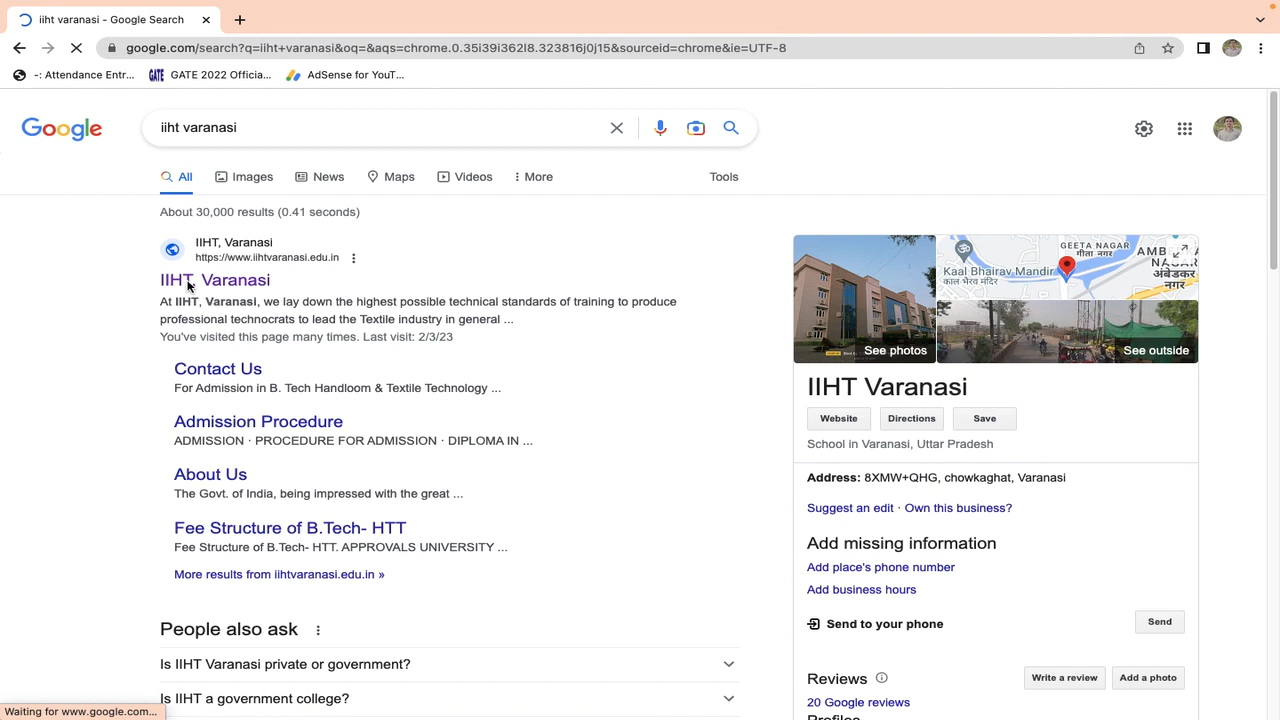 iiht varanasi - Google Search
google.com/search?q=iiht+varanasi&oq=&aqs=chrome.0.35i39i362l8.323816j0j15&sourceid=chrome&ie=UTF-8
-: Attendance Entr...
GATE 2022 Officia...
AdSense for YouT...
Google
iiht varanasi
All
Images
News
Maps
Videos
More
Tools
About 30,000 results (0.41 seconds)
IIHT, Varanasi
https://www.iihtvaranasi.edu.in
IIHT, Varanasi
At IIHT, Varanasi, we lay down the highest possible technical standards of training to produce
professional technocrats to lead the Textile industry in general ...
You've visited this page many times. Last visit: 2/3/23
Contact Us
For Admission in B. Tech Handloom & Textile Technology ...
Admission Procedure
ADMISSION · PROCEDURE FOR ADMISSION · DIPLOMA IN ...
About Us
The Govt. of India, being impressed with the great ...
Fee Structure of B.Tech- HTT
Fee Structure of B.Tech- HTT. APPROVALS UNIVERSITY ...
More results from iihtvaranasi.edu.in »
People also ask
Is IIHT Varanasi private or government?
Is IIHT a government college?
Waiting for www.google.com...
GEETA NAGAR
गीता नगर
Kaal Bhairav Mandir
काल भैरव मंदिर
AMB
NAGAR
अंबेडकर
नगर
See photos
See outside
IIHT Varanasi
Website
Directions
Save
School in Varanasi, Uttar Pradesh
Address: 8XMW+QHG, chowkaghat, Varanasi
Suggest an edit · Own this business?
Add missing information
Add place's phone number
Add business hours
Send to your phone
Send
Reviews
Write a review
Add a photo
20 Google reviews
Profiles